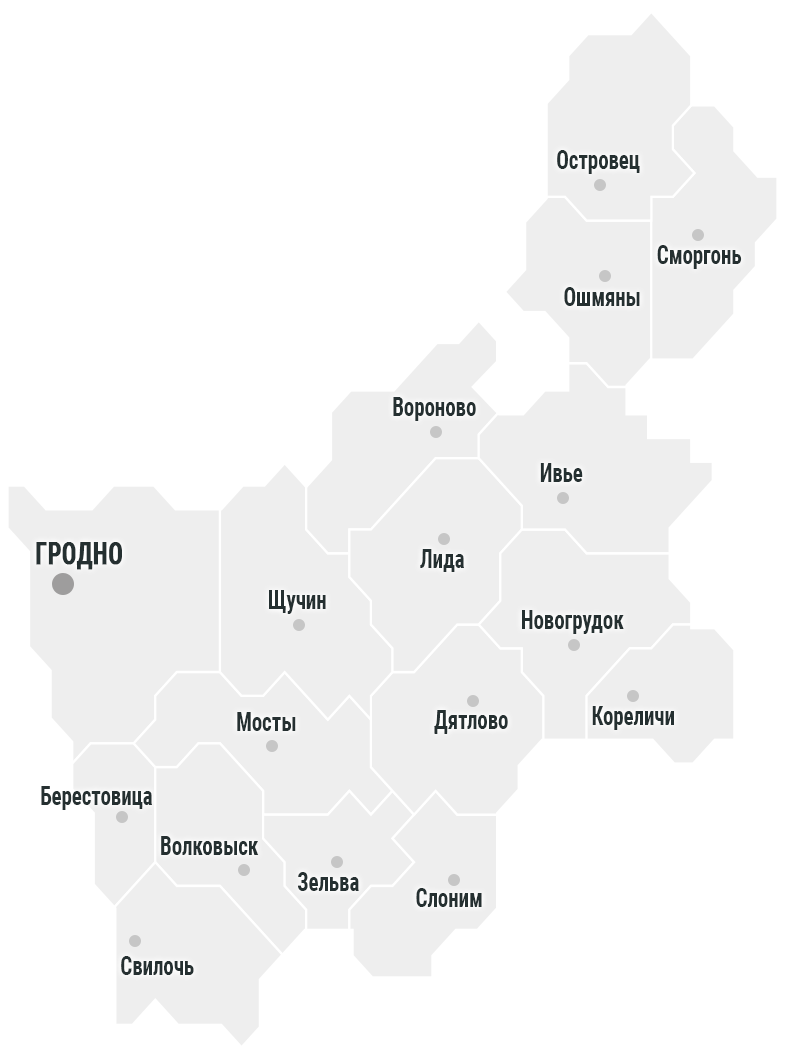 Островец
Сморгонь
Ошмяны
Вороново
Ивье
ГРОДНО
Лида
Щучин
Новогрудок
Дятлово
Кореличи
Мосты
Берестовица
Волковыск
Зельва
Слоним
Свилочь